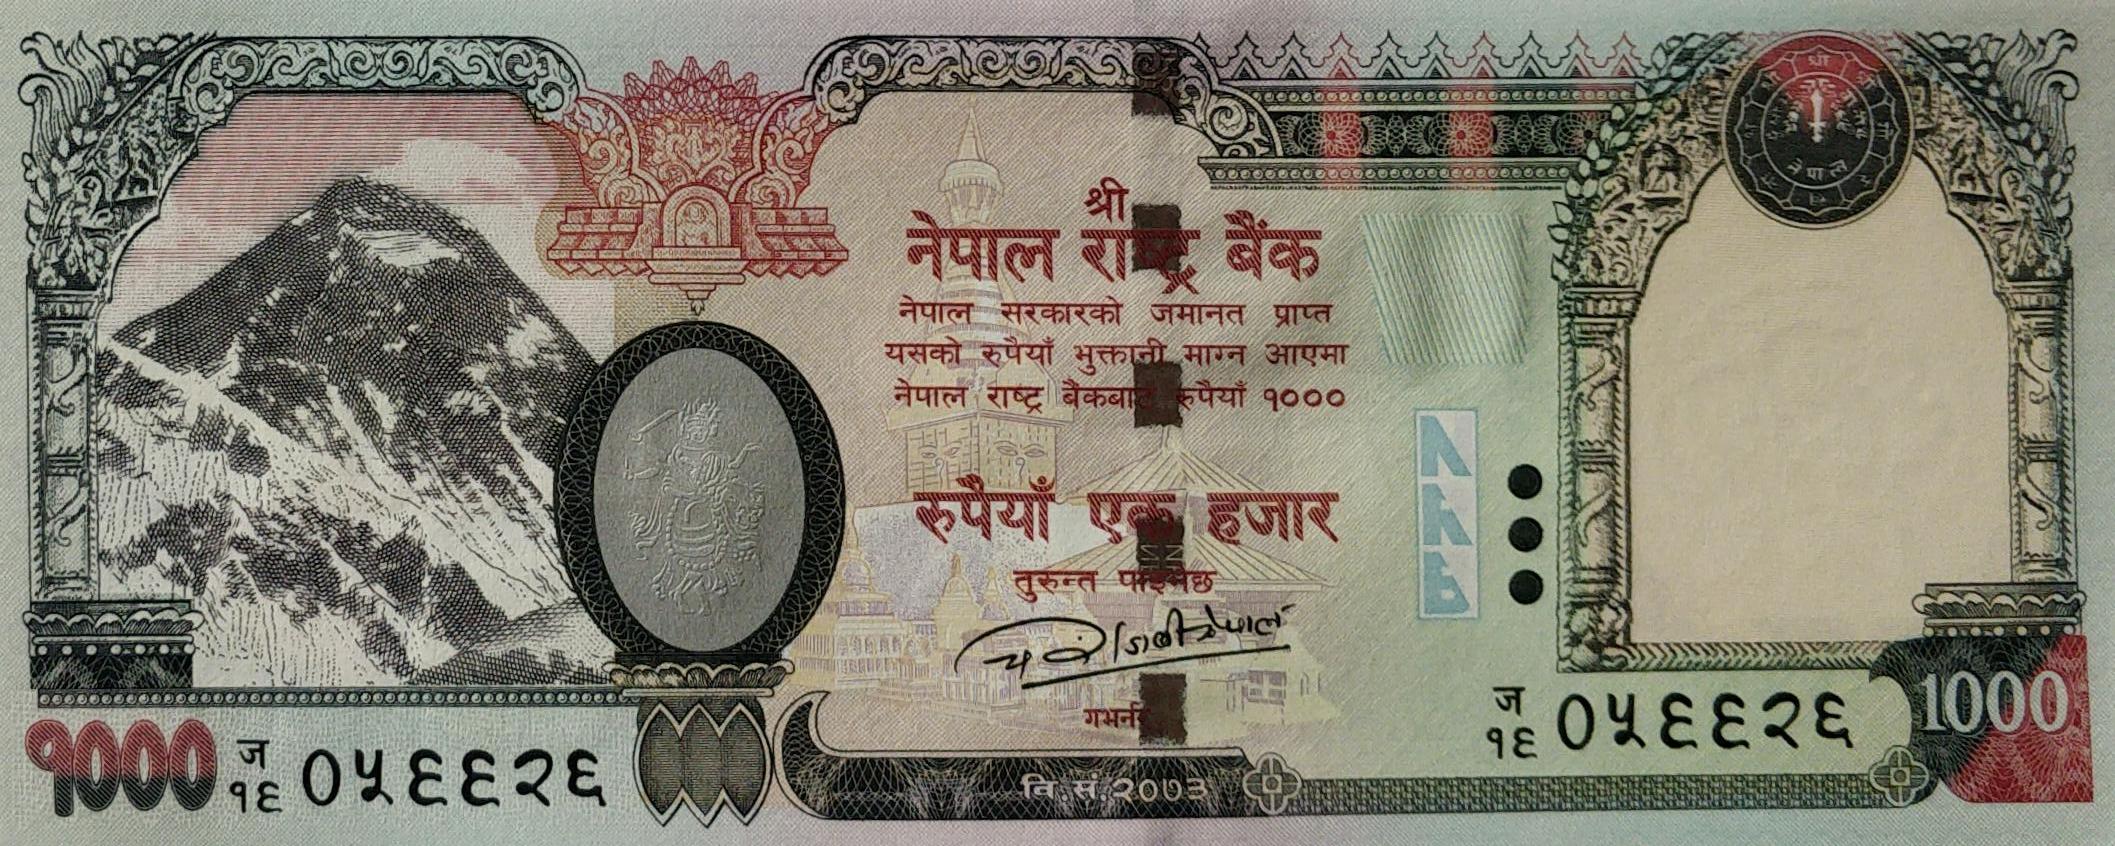 श्री
नेपाल राष्ट्र बैंक
नेपाल सरकारको जमानत प्राप्त
यसको रुपैयाँ भुक्तानी माग्न आएमा
नेपाल राष्ट्र बैंकबाट रुपैयाँ १०००
रुपैयाँ एक हजार
तुरुन्त पाइनेछ
गभर्नर
NRB
१०००
ज
१६ ०५६६२६
वि.सं.२०७३
ज
१६ ०५६६२६
1000